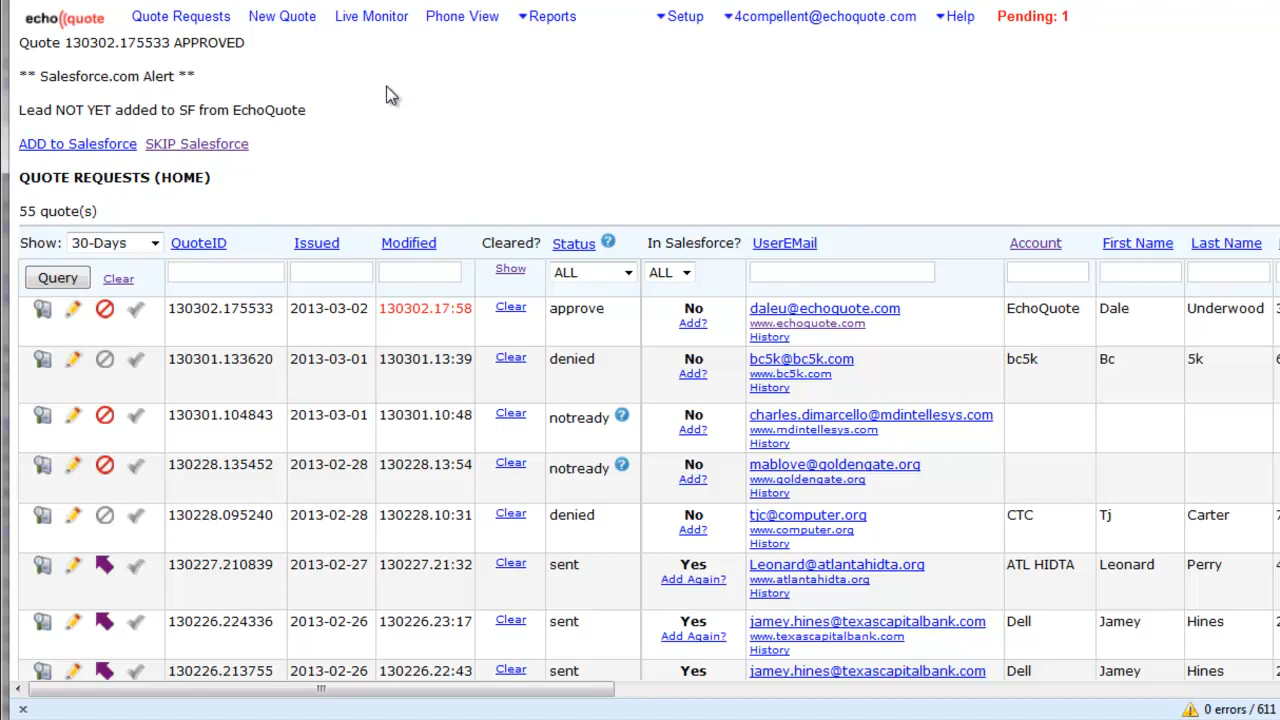 echo((quote Quote Requests New Quote Live Monitor Phone View Reports Setup 4compellent@echoquote.com Help Pending: 1
Quote 130302.175533 APPROVED
** Salesforce.com Alert **
Lead NOT YET added to SF from EchoQuote
ADD to Salesforce SKIP Salesforce
QUOTE REQUESTS (HOME)
55 quote(s)
Show: 30-Days QuoteID Issued Modified Cleared? Status ? In Salesforce? UserEMail Account First Name Last Name
Query Clear Show ALL ALL
130302.175533 2013-03-02 130302.17:58 Clear approve No daleu@echoquote.com EchoQuote Dale Underwood
Add? www.echoquote.com
History
130301.133620 2013-03-01 130301.13:39 Clear denied No bc5k@bc5k.com bc5k Bc 5k
Add? www.bc5k.com
History
130301.104843 2013-03-01 130301.10:48 Clear notready ? No charles.dimarcello@mdintellesys.com
Add? www.mdintellesys.com
History
130228.135452 2013-02-28 130228.13:54 Clear notready ? No mablove@goldengate.org
Add? www.goldengate.org
History
130228.095240 2013-02-28 130228.10:31 Clear denied No tjc@computer.org CTC Tj Carter
Add? www.computer.org
History
130227.210839 2013-02-27 130227.21:32 Clear sent Yes Leonard@atlantahidta.org ATL HIDTA Leonard Perry
Add Again? www.atlantahidta.org
History
130226.224336 2013-02-26 130226.23:17 Clear sent Yes jamey.hines@texascapitalbank.com Dell Jamey Hines
Add Again? www.texascapitalbank.com
History
130226.213755 2013-02-26 130226.22:43 Clear sent Yes jamey.hines@texascapitalbank.com Dell Jamey Hines
0 errors / 611